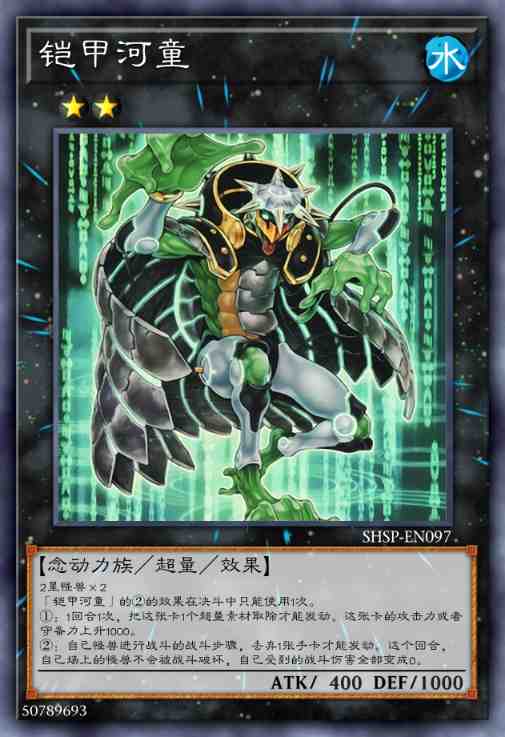 铠甲河童
水
SHSP-EN097
【念动力族／超量／效果】
2星怪兽×2
「铠甲河童」的②的效果在决斗中只能使用1次。
①：1回合1次，把这张卡1个超量素材取除才能发动。这张卡的攻击力或者
守备力上升1000。
②：自己怪兽进行战斗的战斗步骤，丢弃1张手卡才能发动。这个回合，
自己场上的怪兽不会被战斗破坏，自己受到的战斗伤害全部变成0。
ATK/ 400 DEF/1000
50789693